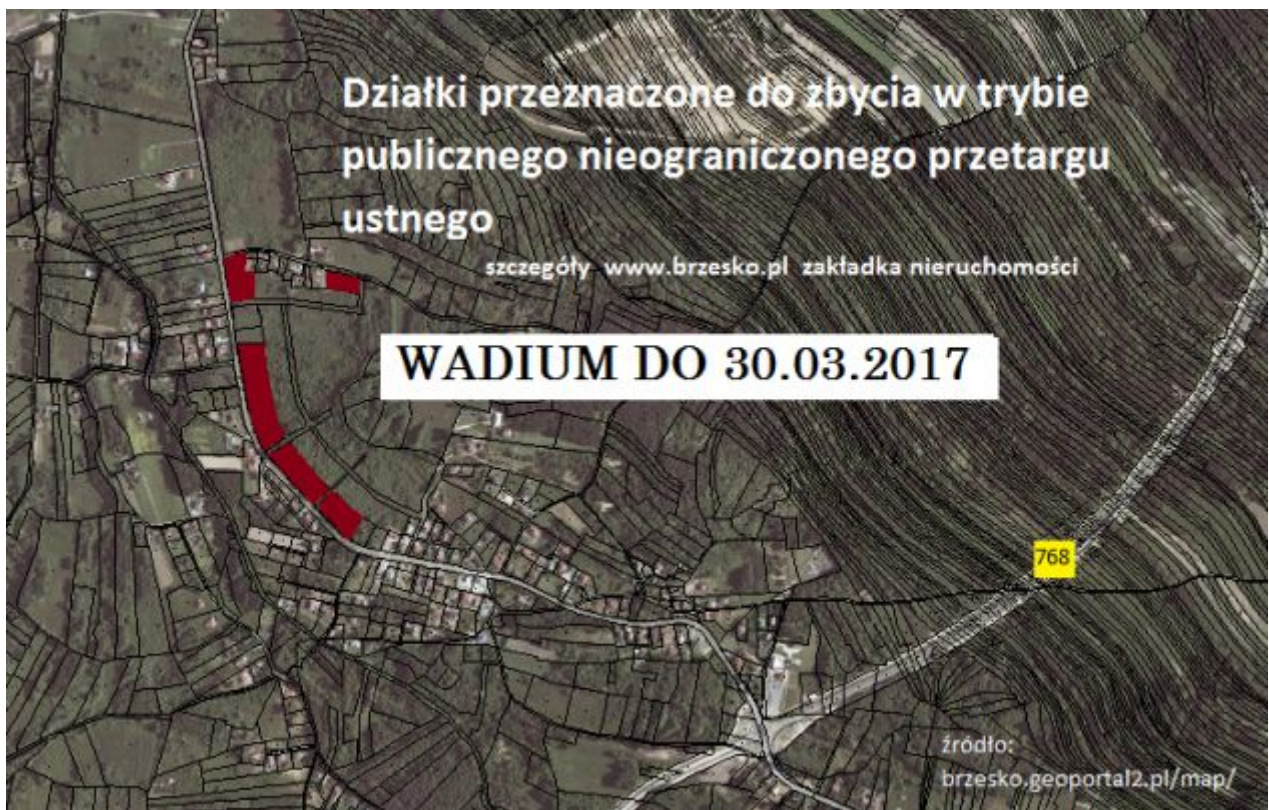 Działki przeznaczone do zbycia w trybie
publicznego nieograniczonego przetargu
ustnego
szczegóły www.brzesko.pl zakładka nieruchomości
WADIUM DO 30.03.2017
768
źródło:
brzesko.geoportal2.pl/map/